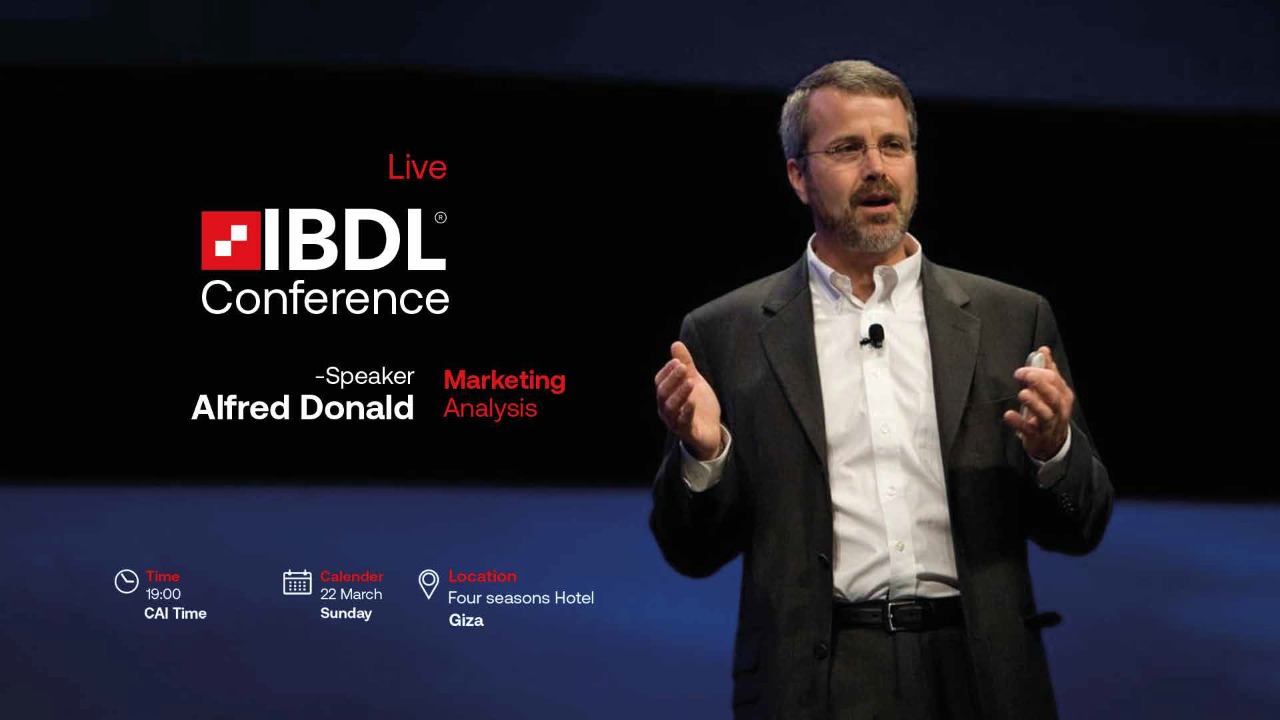 Live
IBDL®
Conference
-Speaker
Alfred Donald
Marketing
Analysis
Time
19:00
CAI Time
Calender
22 March
Sunday
Location
Four seasons Hotel
Giza